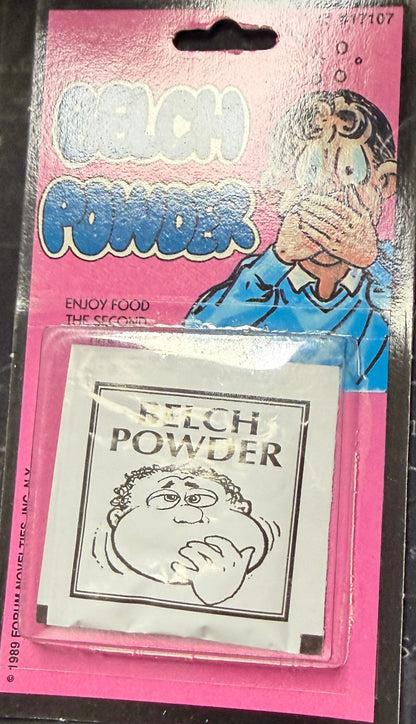 #17107
BELCH
POWDER
ENJOY FOOD
THE SECOND
BELCH
POWDER
© 1989 FORUM NOVELTIES, INC. N.Y.